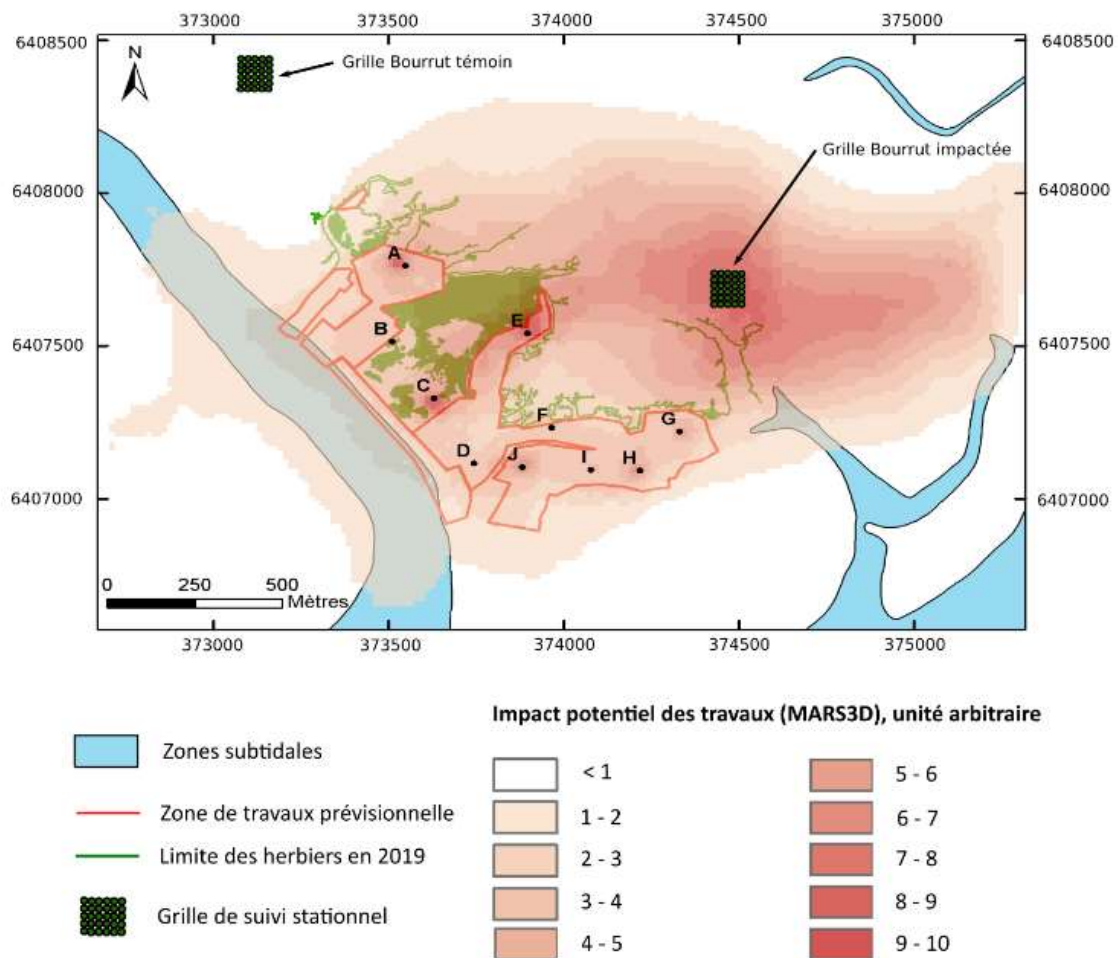 373000 373500 374000 374500 375000
6408500 6408500
N
Grille Bourrut témoin
Grille Bourrut impactée
6408000 6408000
A
B
E
6407500 6407500
C
F
G
D
J
I
H
6407000 6407000
0 250 500
Mètres
373000 373500 374000 374500 375000
Zones subtidales
Zone de travaux prévisionnelle
Limite des herbiers en 2019
Grille de suivi stationnel
Impact potentiel des travaux (MARS3D), unité arbitraire
< 1
1 - 2
2 - 3
3 - 4
4 - 5
5 - 6
6 - 7
7 - 8
8 - 9
9 - 10